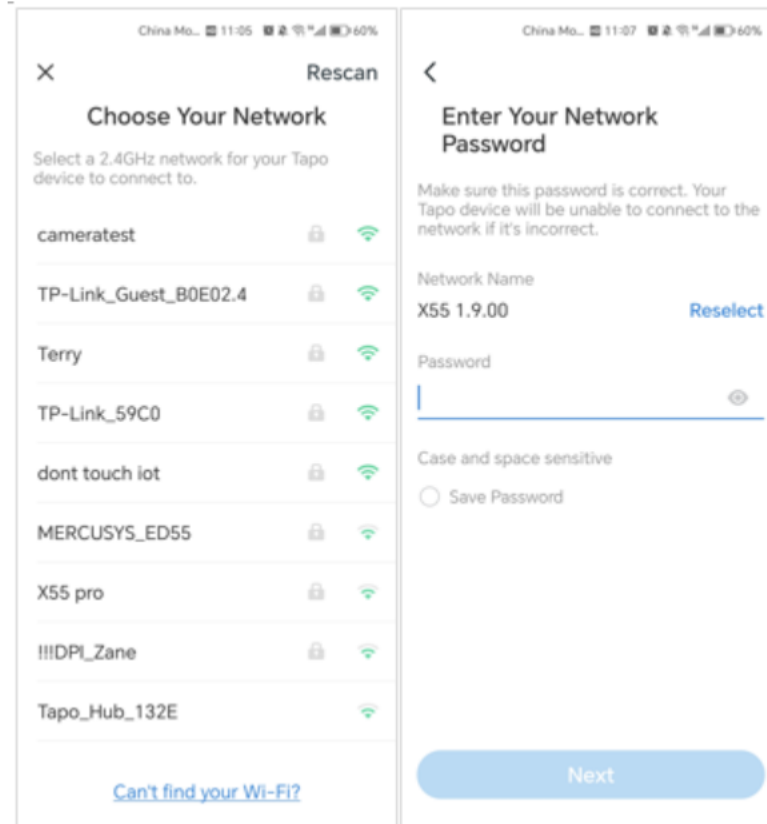 China Mo... 11:05 60%
Rescan
Choose Your Network
Select a 2.4GHz network for your Tapo
device to connect to.
cameratest
TP-Link_Guest_B0E02.4
Terry
TP-Link_59C0
dont touch iot
MERCUSYS_ED55
X55 pro
!!!DPI_Zane
Tapo_Hub_132E
Can't find your Wi-Fi?
China Mo... 11:07 60%
Enter Your Network
Password
Make sure this password is correct. Your
Tapo device will be unable to connect to the
network if it's incorrect.
Network Name
X55 1.9.00 Reselect
Password
Case and space sensitive
Save Password
Next